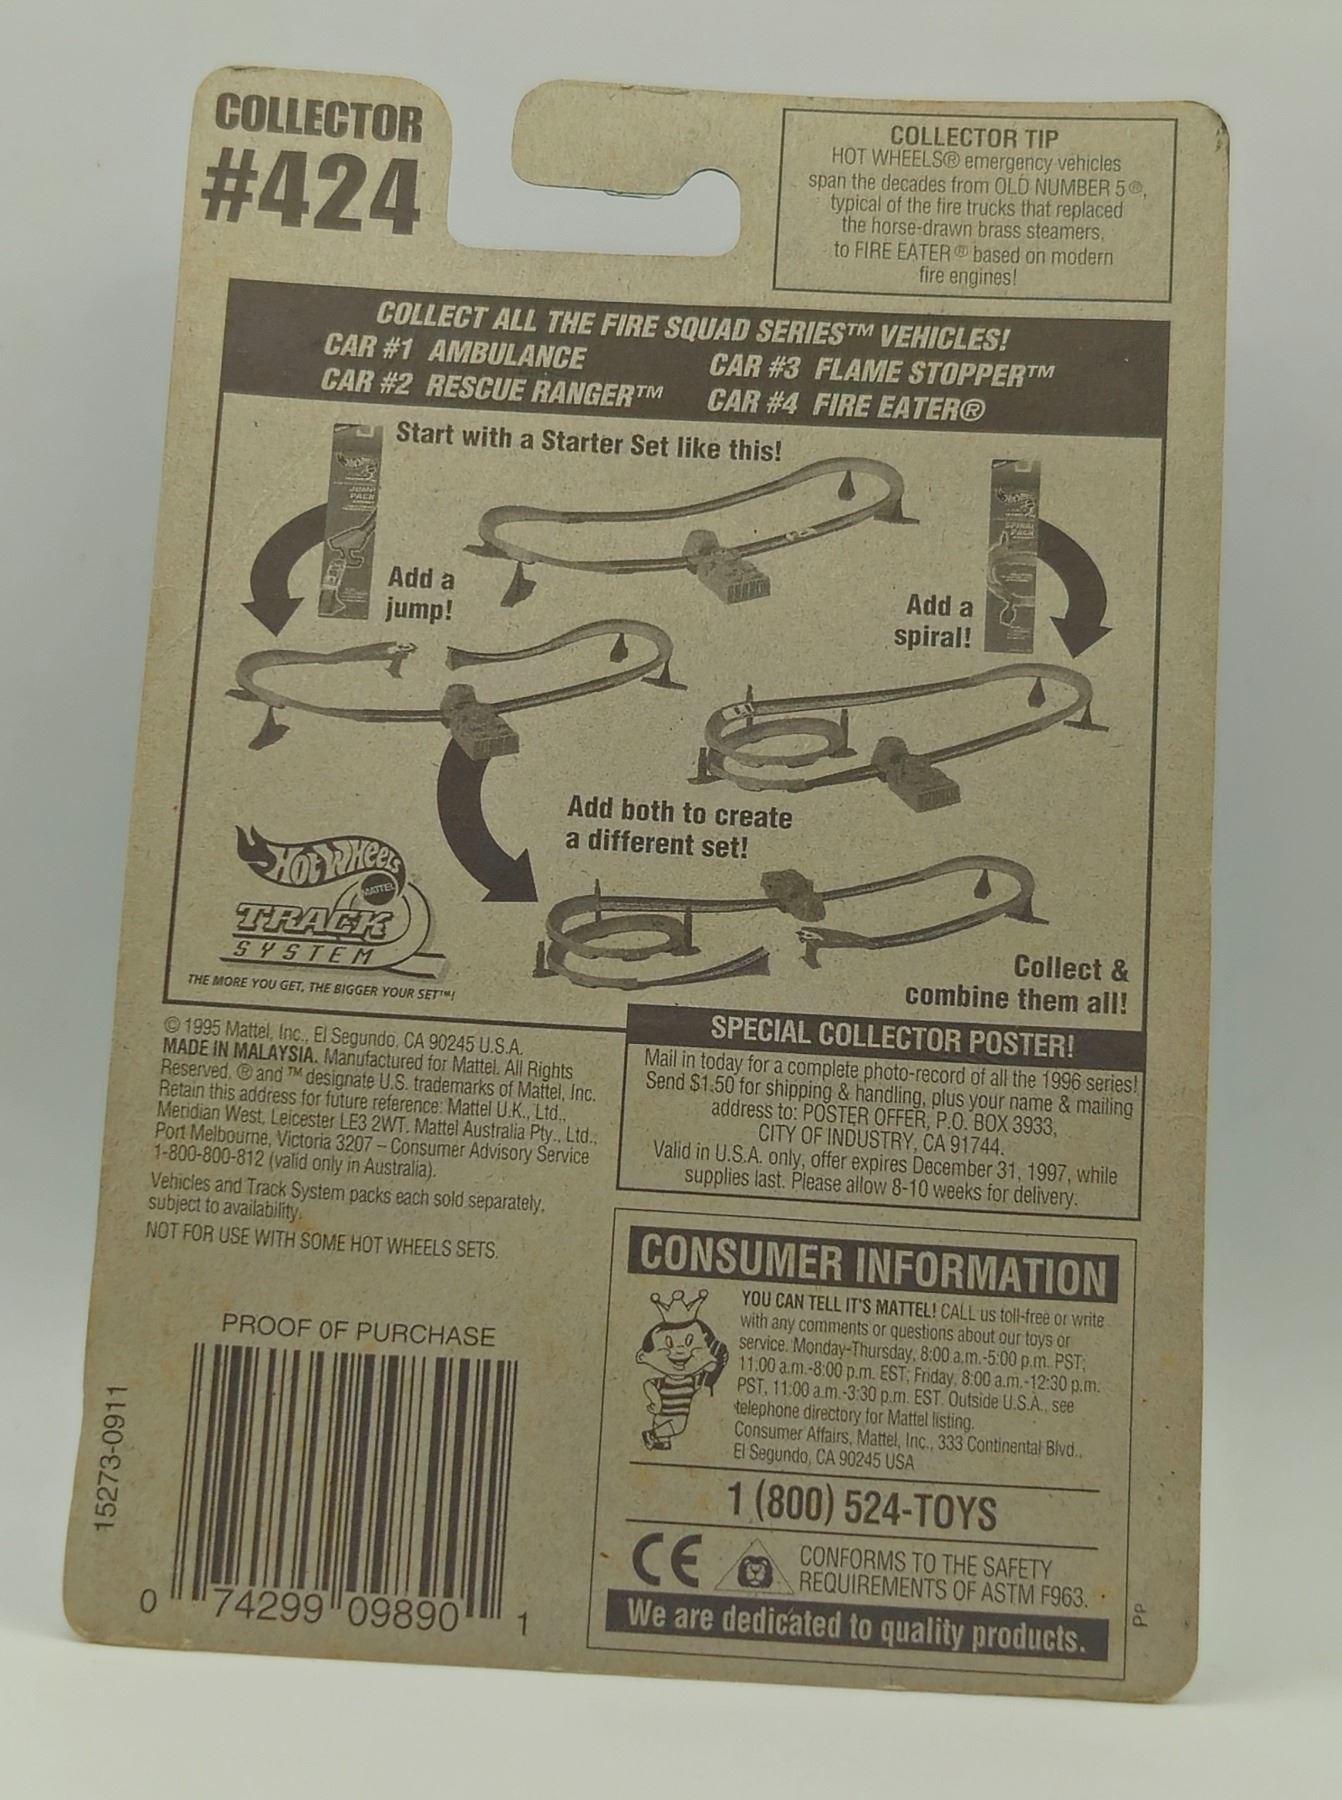 COLLECTOR
#424
COLLECTOR TIP
HOT WHEELS® emergency vehicles
span the decades from OLD NUMBER 5®,
typical of the fire trucks that replaced
the horse-drawn brass steamers,
to FIRE EATER® based on modern
fire engines!
COLLECT ALL THE FIRE SQUAD SERIES™ VEHICLES!
CAR #1 AMBULANCE
CAR #2 RESCUE RANGER™
CAR #3 FLAME STOPPER™
CAR #4 FIRE EATER®
Start with a Starter Set like this!
JUMP
PACK
Add a
jump!
SPIRAL
PACK
Add a
spiral!
Add both to create
a different set!
Hot Wheels
MATTEL
TRACK
SYSTEM
THE MORE YOU GET, THE BIGGER YOUR SET™!
Collect &
combine them all!
© 1995 Mattel, Inc., El Segundo, CA 90245 U.S.A.
MADE IN MALAYSIA. Manufactured for Mattel. All Rights
Reserved. ® and ™ designate U.S. trademarks of Mattel, Inc.
Retain this address for future reference: Mattel U.K., Ltd.,
Meridian West, Leicester LE3 2WT. Mattel Australia Pty., Ltd.,
Port Melbourne, Victoria 3207 – Consumer Advisory Service
1-800-800-812 (valid only in Australia).
Vehicles and Track System packs each sold separately,
subject to availability.
NOT FOR USE WITH SOME HOT WHEELS SETS.
SPECIAL COLLECTOR POSTER!
Mail in today for a complete photo-record of all the 1996 series!
Send $1.50 for shipping & handling, plus your name & mailing
address to: POSTER OFFER, P.O. BOX 3933,
CITY OF INDUSTRY, CA 91744.
Valid in U.S.A. only, offer expires December 31, 1997, while
supplies last. Please allow 8-10 weeks for delivery.
CONSUMER INFORMATION
YOU CAN TELL IT'S MATTEL! CALL us toll-free or write
with any comments or questions about our toys or
service. Monday-Thursday, 8:00 a.m.-5:00 p.m. PST;
11:00 a.m.-8:00 p.m. EST; Friday, 8:00 a.m.-12:30 p.m.
PST, 11:00 a.m.-3:30 p.m. EST. Outside U.S.A., see
telephone directory for Mattel listing.
Consumer Affairs, Mattel, Inc., 333 Continental Blvd.,
El Segundo, CA 90245 USA
1 (800) 524-TOYS
CE
CONFORMS TO THE SAFETY
REQUIREMENTS OF ASTM F963.
We are dedicated to quality products.
PP
PROOF OF PURCHASE
15273-0911
0 74299 09890 1